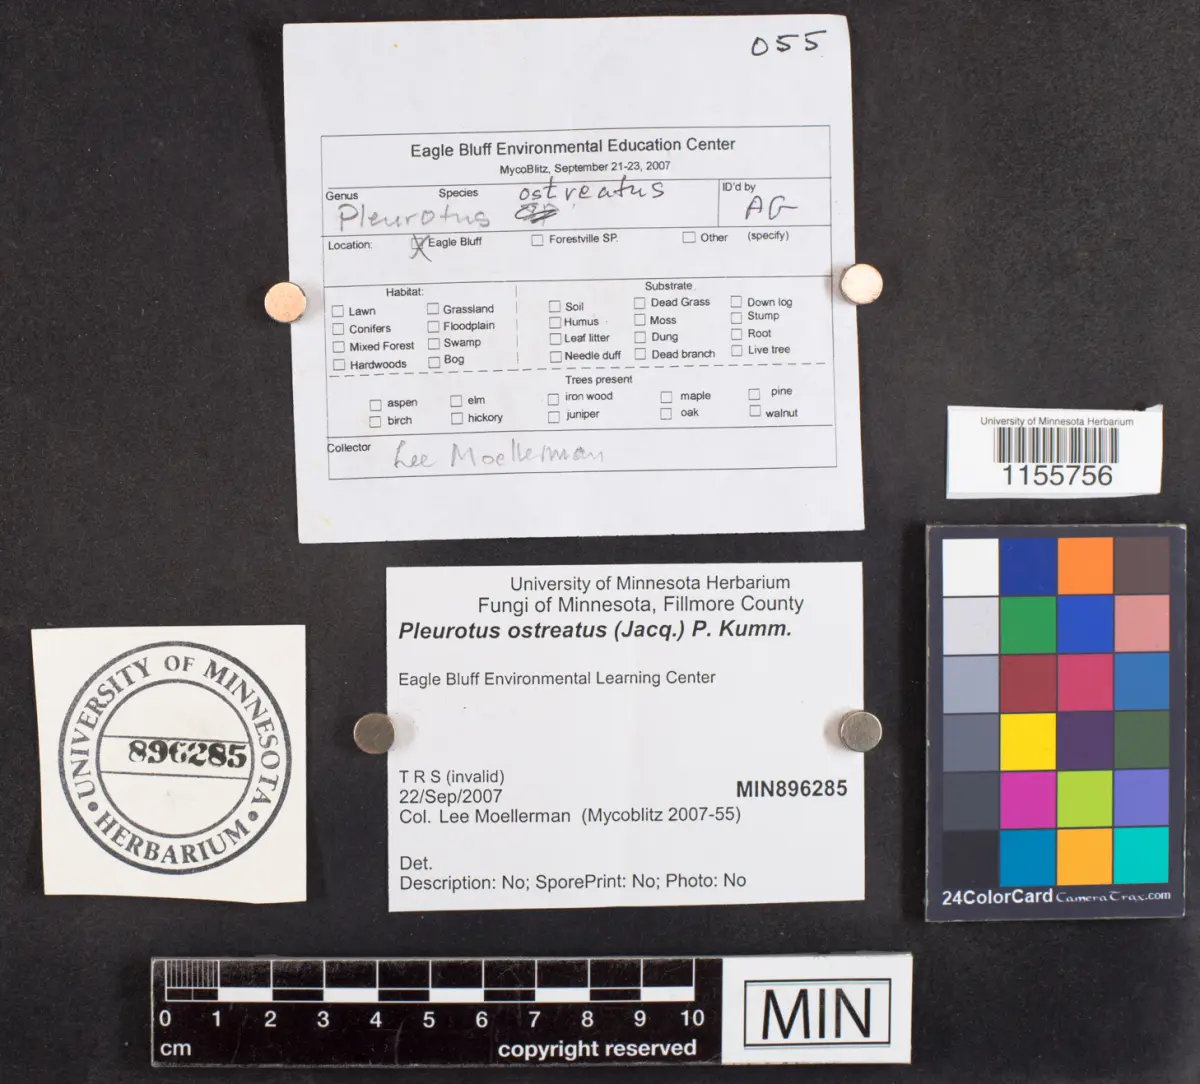 055
Eagle Bluff Environmental Education Center
MycoBlitz, September 21-23, 2007
Genus Species ostreatus ID'd by
Pleurotus AG
Location: Eagle Bluff Forestville SP. Other (specify)
Habitat: Substrate
Lawn Grassland Soil Dead Grass Down log
Conifers Floodplain Humus Moss Stump
Mixed Forest Swamp Leaf litter Dung Root
Hardwoods Bog Needle duff Dead branch Live tree
Trees present
aspen elm iron wood maple pine
birch hickory juniper oak walnut
Collector Lee Moellerman
University of Minnesota Herbarium
1155756
University of Minnesota Herbarium
Fungi of Minnesota, Fillmore County
Pleurotus ostreatus (Jacq.) P. Kumm.
Eagle Bluff Environmental Learning Center
T R S (invalid)
22/Sep/2007
MIN896285
Col. Lee Moellerman (Mycoblitz 2007-55)
Det.
Description: No; SporePrint: No; Photo: No
UNIVERSITY OF MINNESOTA
896285
HERBARIUM
24ColorCard CameraTrax.com
0 1 2 3 4 5 6 7 8 9 10
cm copyright reserved
MIN